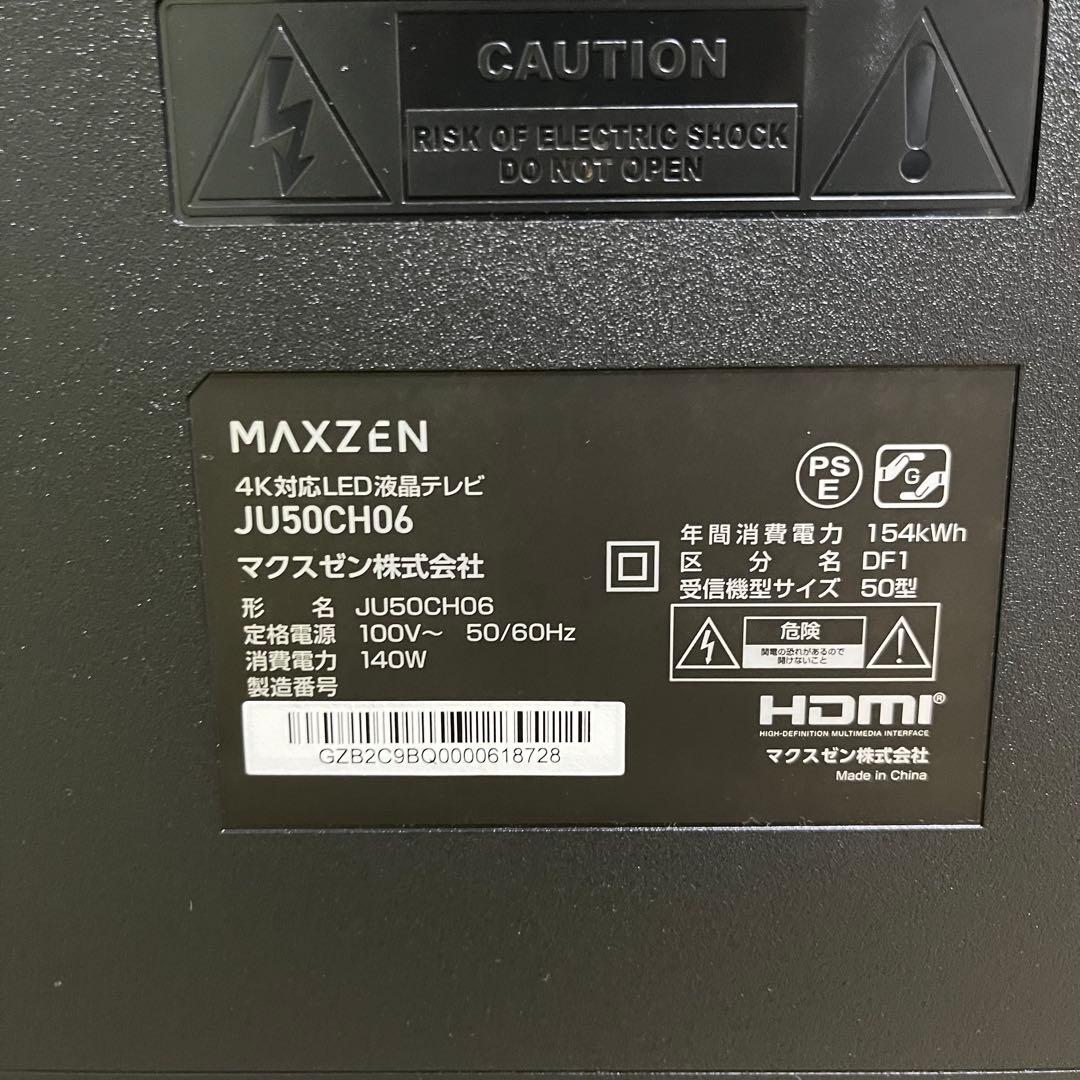 CAUTION
RISK OF ELECTRIC SHOCK
DO NOT OPEN
MAXZEN
4K対応LED液晶テレビ
JU50CH06
マクスゼン株式会社
形 名 JU50CH06
定格電源 100V～ 50/60Hz
消費電力 140W
製造番号
GZB2C9BQ0000618728
PS
E
G
年間消費電力 154kWh
区分名 DF1
受信機型サイズ 50型
危険
関電の恐れがあるので
開けないこと
HDMI®
HIGH-DEFINITION MULTIMEDIA INTERFACE
マクスゼン株式会社
Made in China